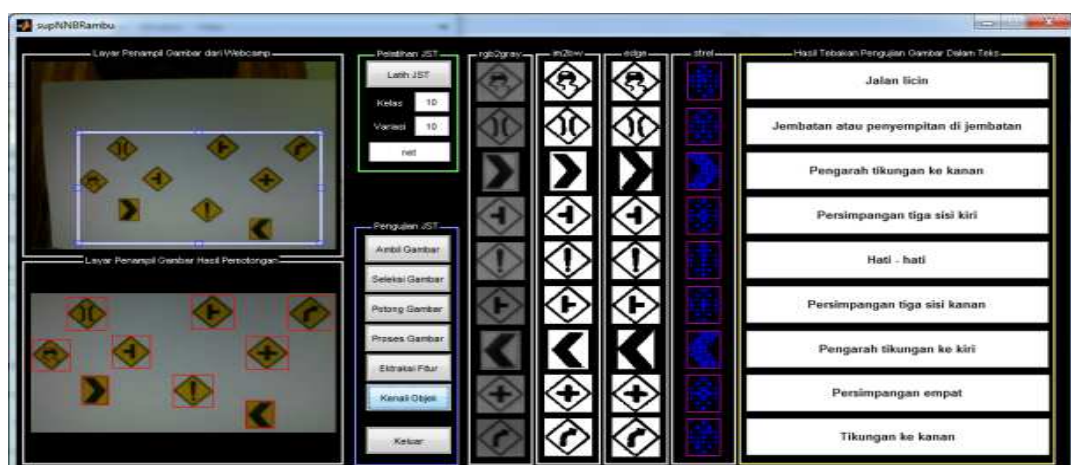 supNNBRambu
Layar Penampil Gambar dari Webcamp
Layar Penampil Gambar Hasil Pemotongan
Pelatihan JST
Latih JST
Kelas 10
Variasi 10
net
Pengujian JST
Ambil Gambar
Seleksi Gambar
Potong Gambar
Proses Gambar
Ektraksi Fitur
Kenali Objek
Keluar
rgb2gray
im2bw
edge
strel
Hasil Tebakan Pengujian Gambar Dalam Teks
Jalan licin
Jembatan atau penyempitan di jembatan
Pengarah tikungan ke kanan
Persimpangan tiga sisi kiri
Hati - hati
Persimpangan tiga sisi kanan
Pengarah tikungan ke kiri
Persimpangan empat
Tikungan ke kanan